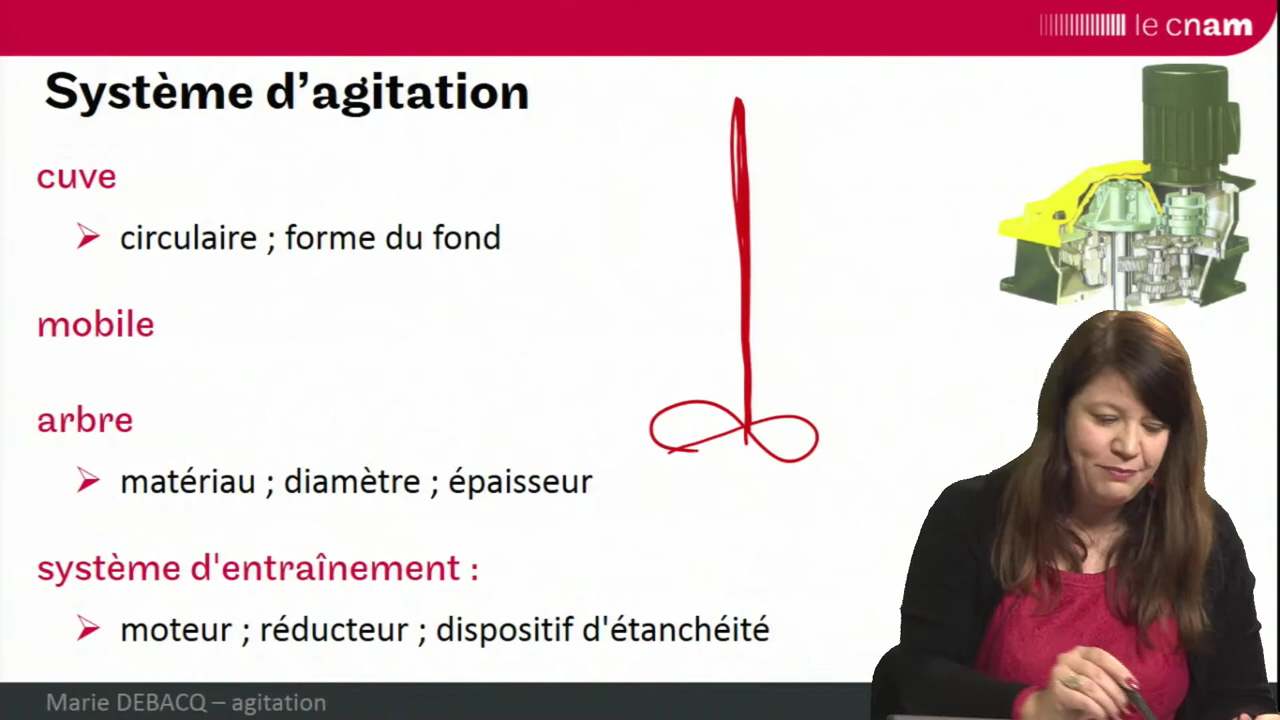 le cnam
Système d’agitation
cuve
circulaire ; forme du fond
mobile
arbre
matériau ; diamètre ; épaisseur
système d'entraînement :
moteur ; réducteur ; dispositif d'étanchéité
Marie DEBACQ – agitation